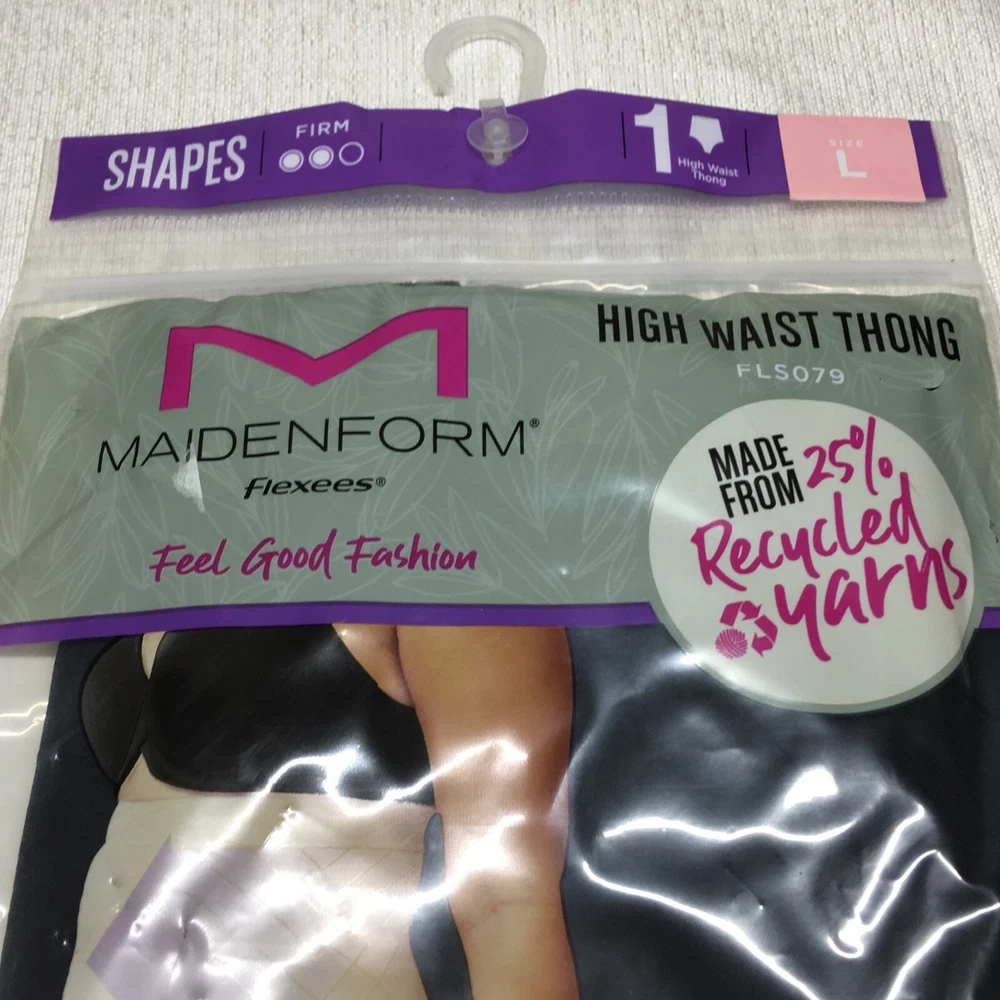 SHAPES
FIRM
1
High Waist
Thong
SIZE
L
MAIDENFORM®
flexees®
Feel Good Fashion
HIGH WAIST THONG
FLS079
MADE
FROM 25%
Recycled
yarns